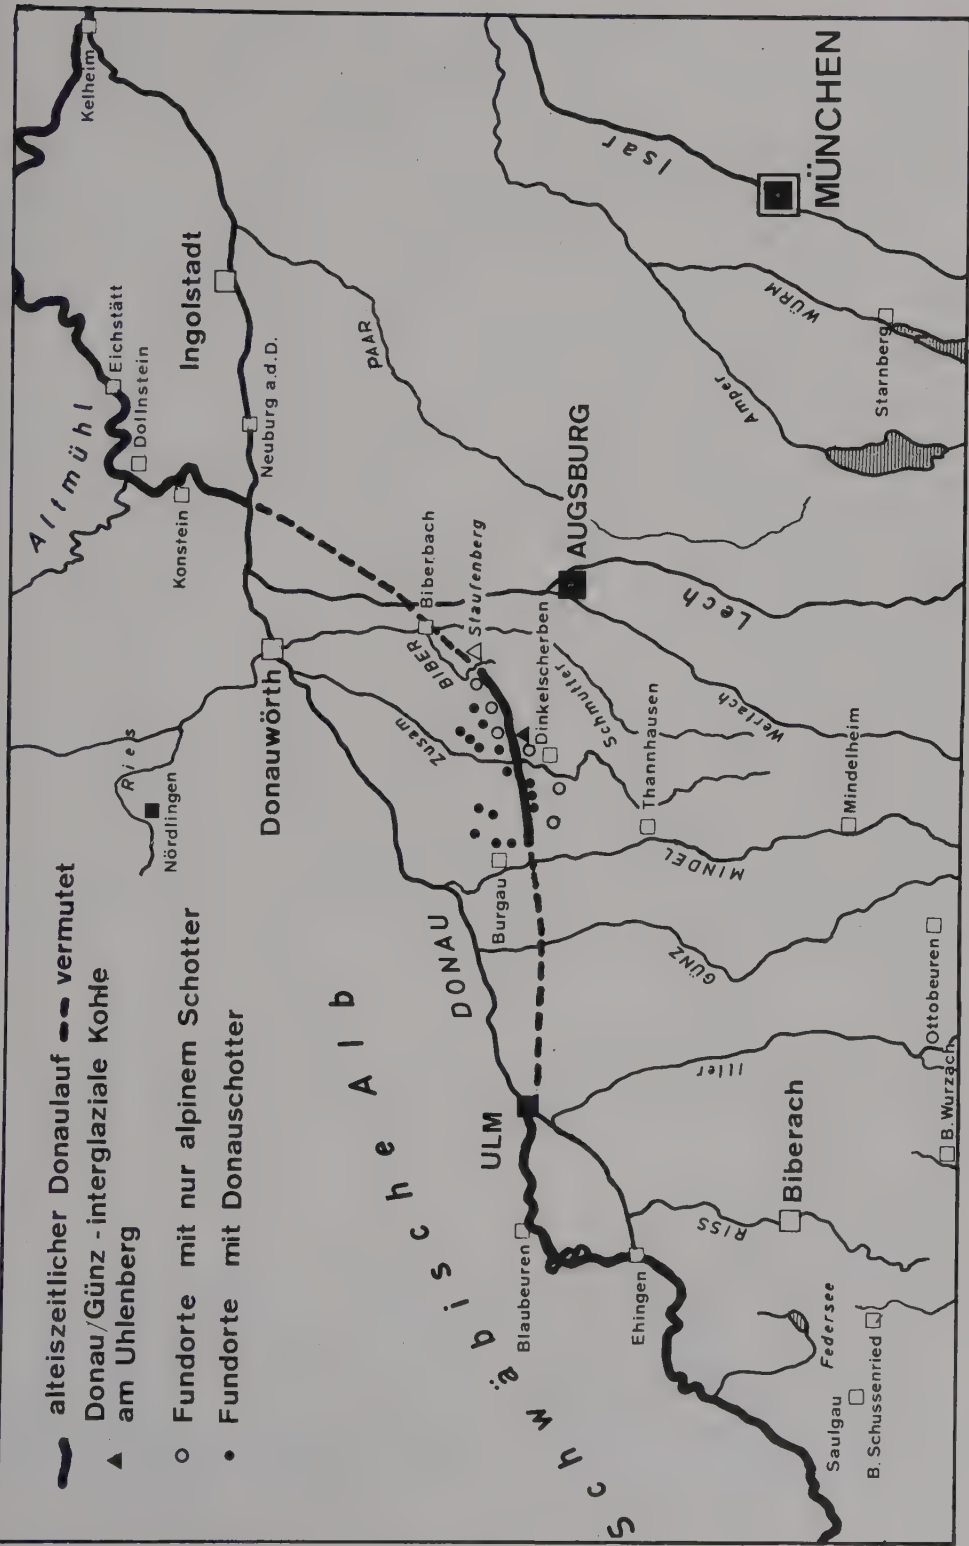 alteiszeitlicher Donaulauf vermutet
Donau/Günz - interglaziale Kohle
am Uhlenberg
Fundorte mit nur alpinem Schotter
Fundorte mit Donauschotter
Kelheim
Altmühl
Eichstätt
Dollnstein
Konstein
Ingolstadt
Neuburg a.d.D.
Ries
Nördlingen
Donauwörth
PAAR
Isar
MÜNCHEN
WÜRM
Amper
Starnberg
AUGSBURG
Biberbach
BIBER
Staufenberg
Zusam
Dinkelscherben
Schmutter
Lech
Wertach
Thannhausen
Mindelheim
MINDEL
Burgau
DONAU
GÜNZ
Ottobeuren
Schwäbische Alb
ULM
Iller
B. Wurzach
Blaubeuren
Biberach
RISS
Ehingen
Federsee
Saulgau
B. Schussenried